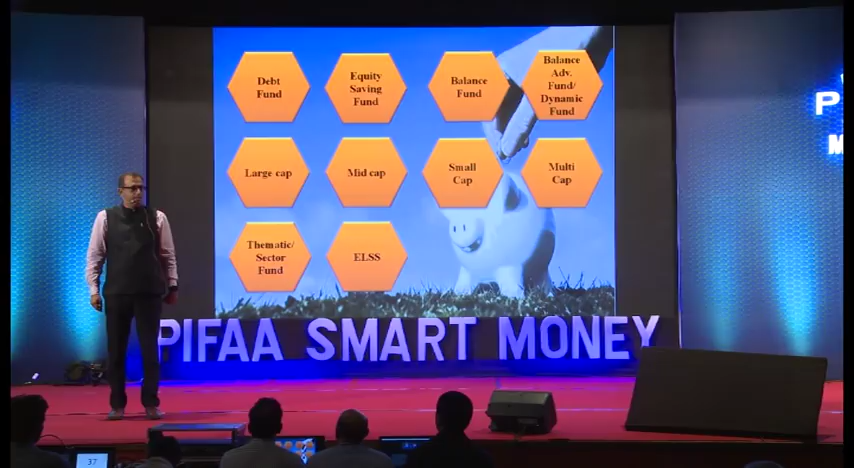 Debt
Fund
Equity
Saving
Fund
Balance
Fund
Balance
Adv.
Fund/
Dynamic
Fund
Large cap
Mid cap
Small
Cap
Multi
Cap
Thematic/
Sector
Fund
ELSS
PIFAA SMART MONEY
P
M
37